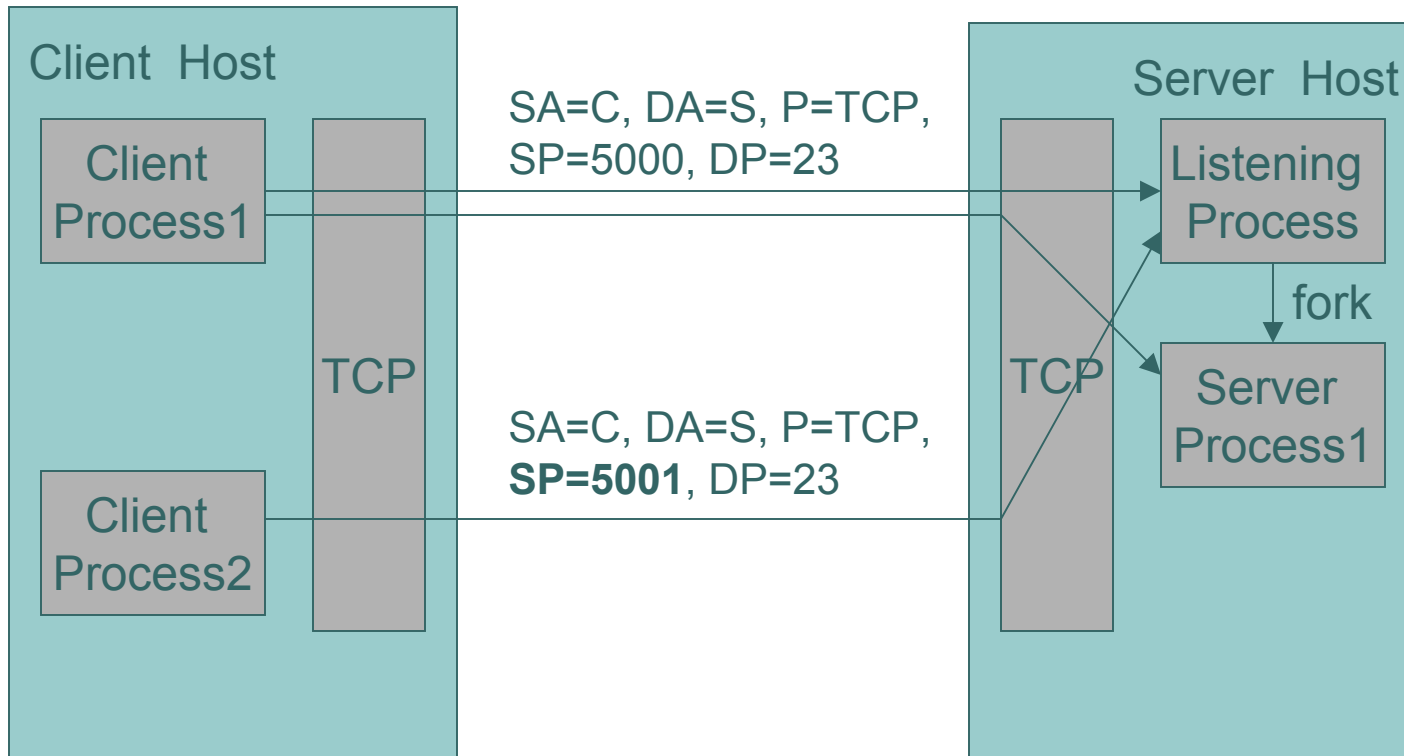 Client Host
Server Host
SA=C, DA=S, P=TCP,
SP=5000, DP=23
Client
Process1
Listening
Process
fork
TCP
TCP
Server
Process1
SA=C, DA=S, P=TCP,
SP=5001, DP=23
Client
Process2